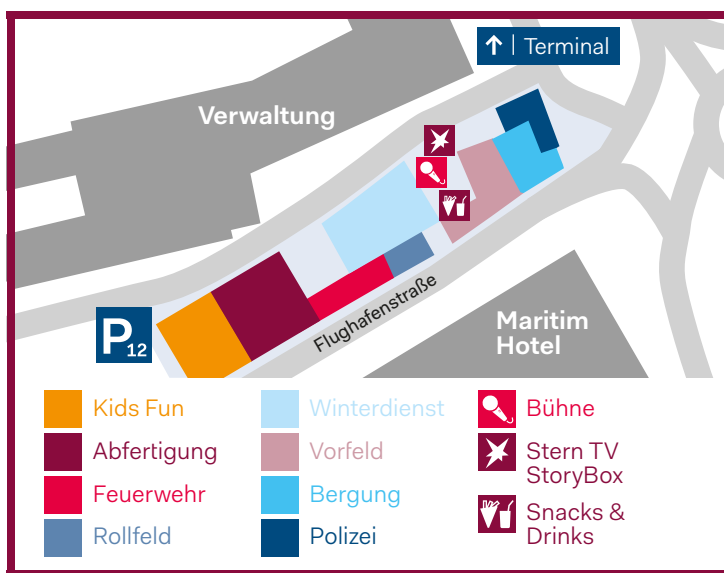 ↑ | Terminal
Verwaltung
Flughafenstraße
P12
Maritim
Hotel
Kids Fun
Abfertigung
Feuerwehr
Rollfeld
Winterdienst
Vorfeld
Bergung
Polizei
Bühne
Stern TV
StoryBox
Snacks &
Drinks